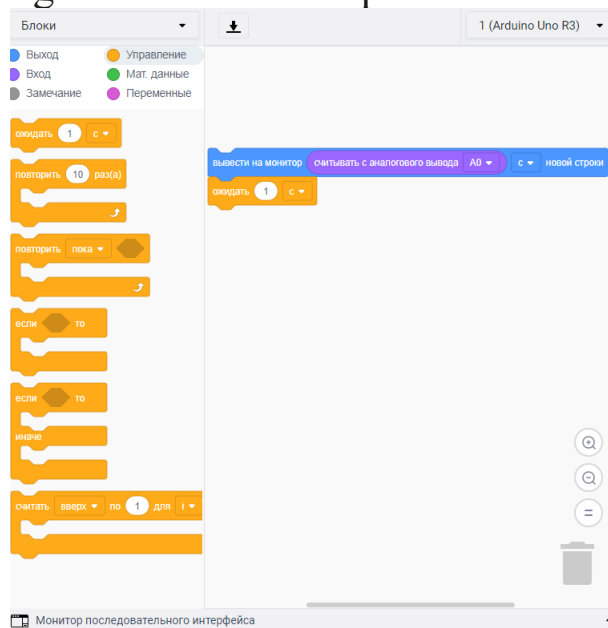 Блоки
1 (Arduino Uno R3)
Выход
Управление
Вход
Мат. данные
Замечание
Переменные
ожидать 1 с
повторить 10 раз(а)
повторить пока
если то
если то
иначе
считать вверх по 1 для i
вывести на монитор считывать с аналогового вывода A0 с новой строки
ожидать 1 с
Монитор последовательного интерфейса